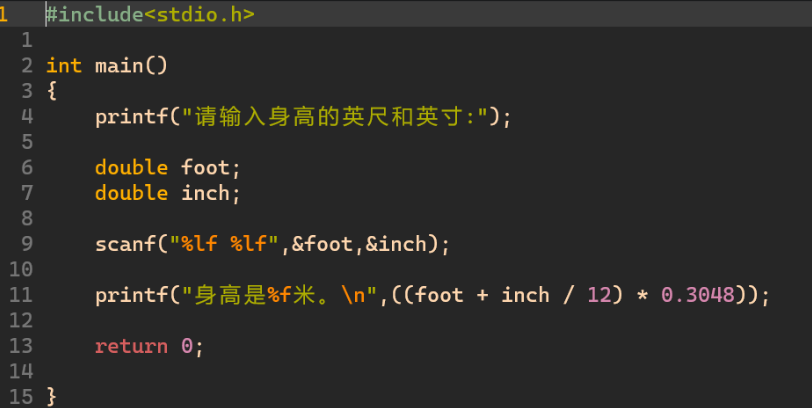 1 #include<stdio.h>
1
2 int main()
3 {
4     printf("请输入身高的英尺和英寸:");
5
6     double foot;
7     double inch;
8
9     scanf("%lf %lf",&foot,&inch);
10
11     printf("身高是%f米。\n",((foot + inch / 12) * 0.3048));
12
13     return 0;
14
15 }